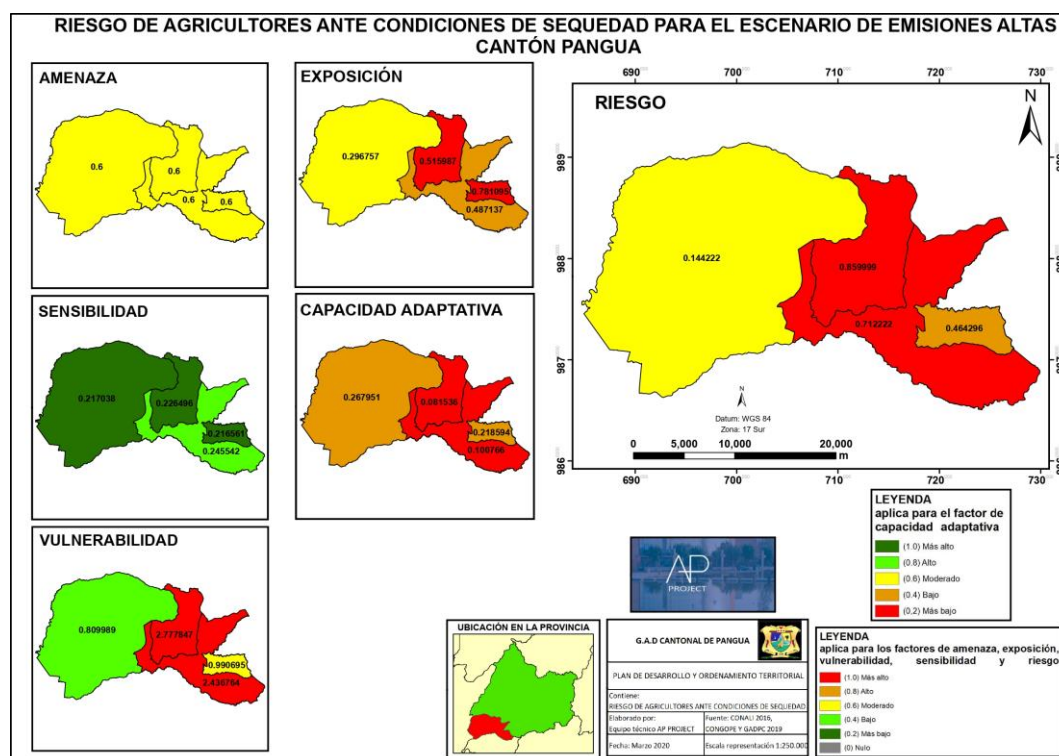 RIESGO DE AGRICULTORES ANTE CONDICIONES DE SEQUEDAD PARA EL ESCENARIO DE EMISIONES ALTAS
CANTÓN PANGUA
AMENAZA
0.6
0.6
0.6
0.6
EXPOSICIÓN
0.296757
0.515987
0.781095
0.487137
SENSIBILIDAD
0.217038
0.226496
0.216561
0.245542
CAPACIDAD ADAPTATIVA
0.267951
0.081536
0.218594
0.100766
VULNERABILIDAD
0.809989
2.777847
0.990695
2.436764
690 700 710 720 730
RIESGO
N
989
988
987
986
0.144222
0.859999
0.712222
0.464296
N
Datum: WGS 84
Zona: 17 Sur
0 5,000 10,000 20,000
m
690 700 710 720 730
989
988
987
986
LEYENDA
aplica para el factor de
capacidad adaptativa
(1.0) Más alto
(0.8) Alto
(0.6) Moderado
(0.4) Bajo
(0,2) Más bajo
AP
PROJECT
UBICACIÓN EN LA PROVINCIA
G.A.D CANTONAL DE PANGUA
PLAN DE DESARROLLO Y ORDENAMIENTO TERRITORIAL
Contiene:
RIESGO DE AGRICULTORES ANTE CONDICIONES DE SEQUEDAD
Elaborado por:
Equipo técnico AP PROJECT
Fuente: CONALI 2016,
CONGOPE Y GADPC 2019
Fecha: Marzo 2020
Escala representación 1:250.000
LEYENDA
aplica para los factores de amenaza, exposición,
vulnerabilidad, sensibilidad y riesgo
(1.0) Más alto
(0.8) Alto
(0.6) Moderado
(0.4) Bajo
(0.2) Más bajo
(0) Nulo